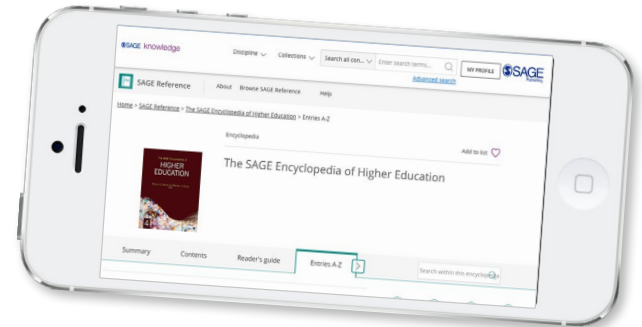 SAGE knowledge
Discipline Collections Search all con... Enter search terms... MY PROFILE SAGE
Advanced search
SAGE Reference About Browse SAGE Reference Help
Home > SAGE Reference > The SAGE Encyclopedia of Higher Education > Entries A-Z
Encyclopedia
Add to list
The SAGE Encyclopedia of Higher Education
HIGHER
EDUCATION
4
Summary Contents Reader's guide Entries A-Z >
Search within this encyclopedia